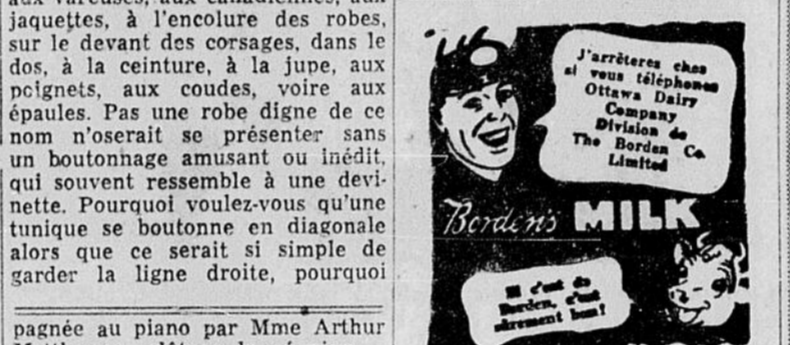 aux vareuses, aux canadiennes, aux
jaquettes, à l'encolure des robes,
sur le devant des corsages, dans le
dos, à la ceinture, à la jupe, aux
poignets, aux coudes, voire aux
épaules. Pas une robe digne de ce
nom n'oserait se présenter sans
un boutonnage amusant ou inédit,
qui souvent ressemble à une devi-
nette. Pourquoi voulez-vous qu'une
tunique se boutonne en diagonale
alors que ce serait si simple de
garder la ligne droite, pourquoi
pagnée au piano par Mme Arthur
J'arrêteres ches
si vous téléphones
Ottawa Dairy
Company
Division de
The Borden Co.
Limited
Borden's MILK
Si c'est du
Borden, c'est
sûrement bon!